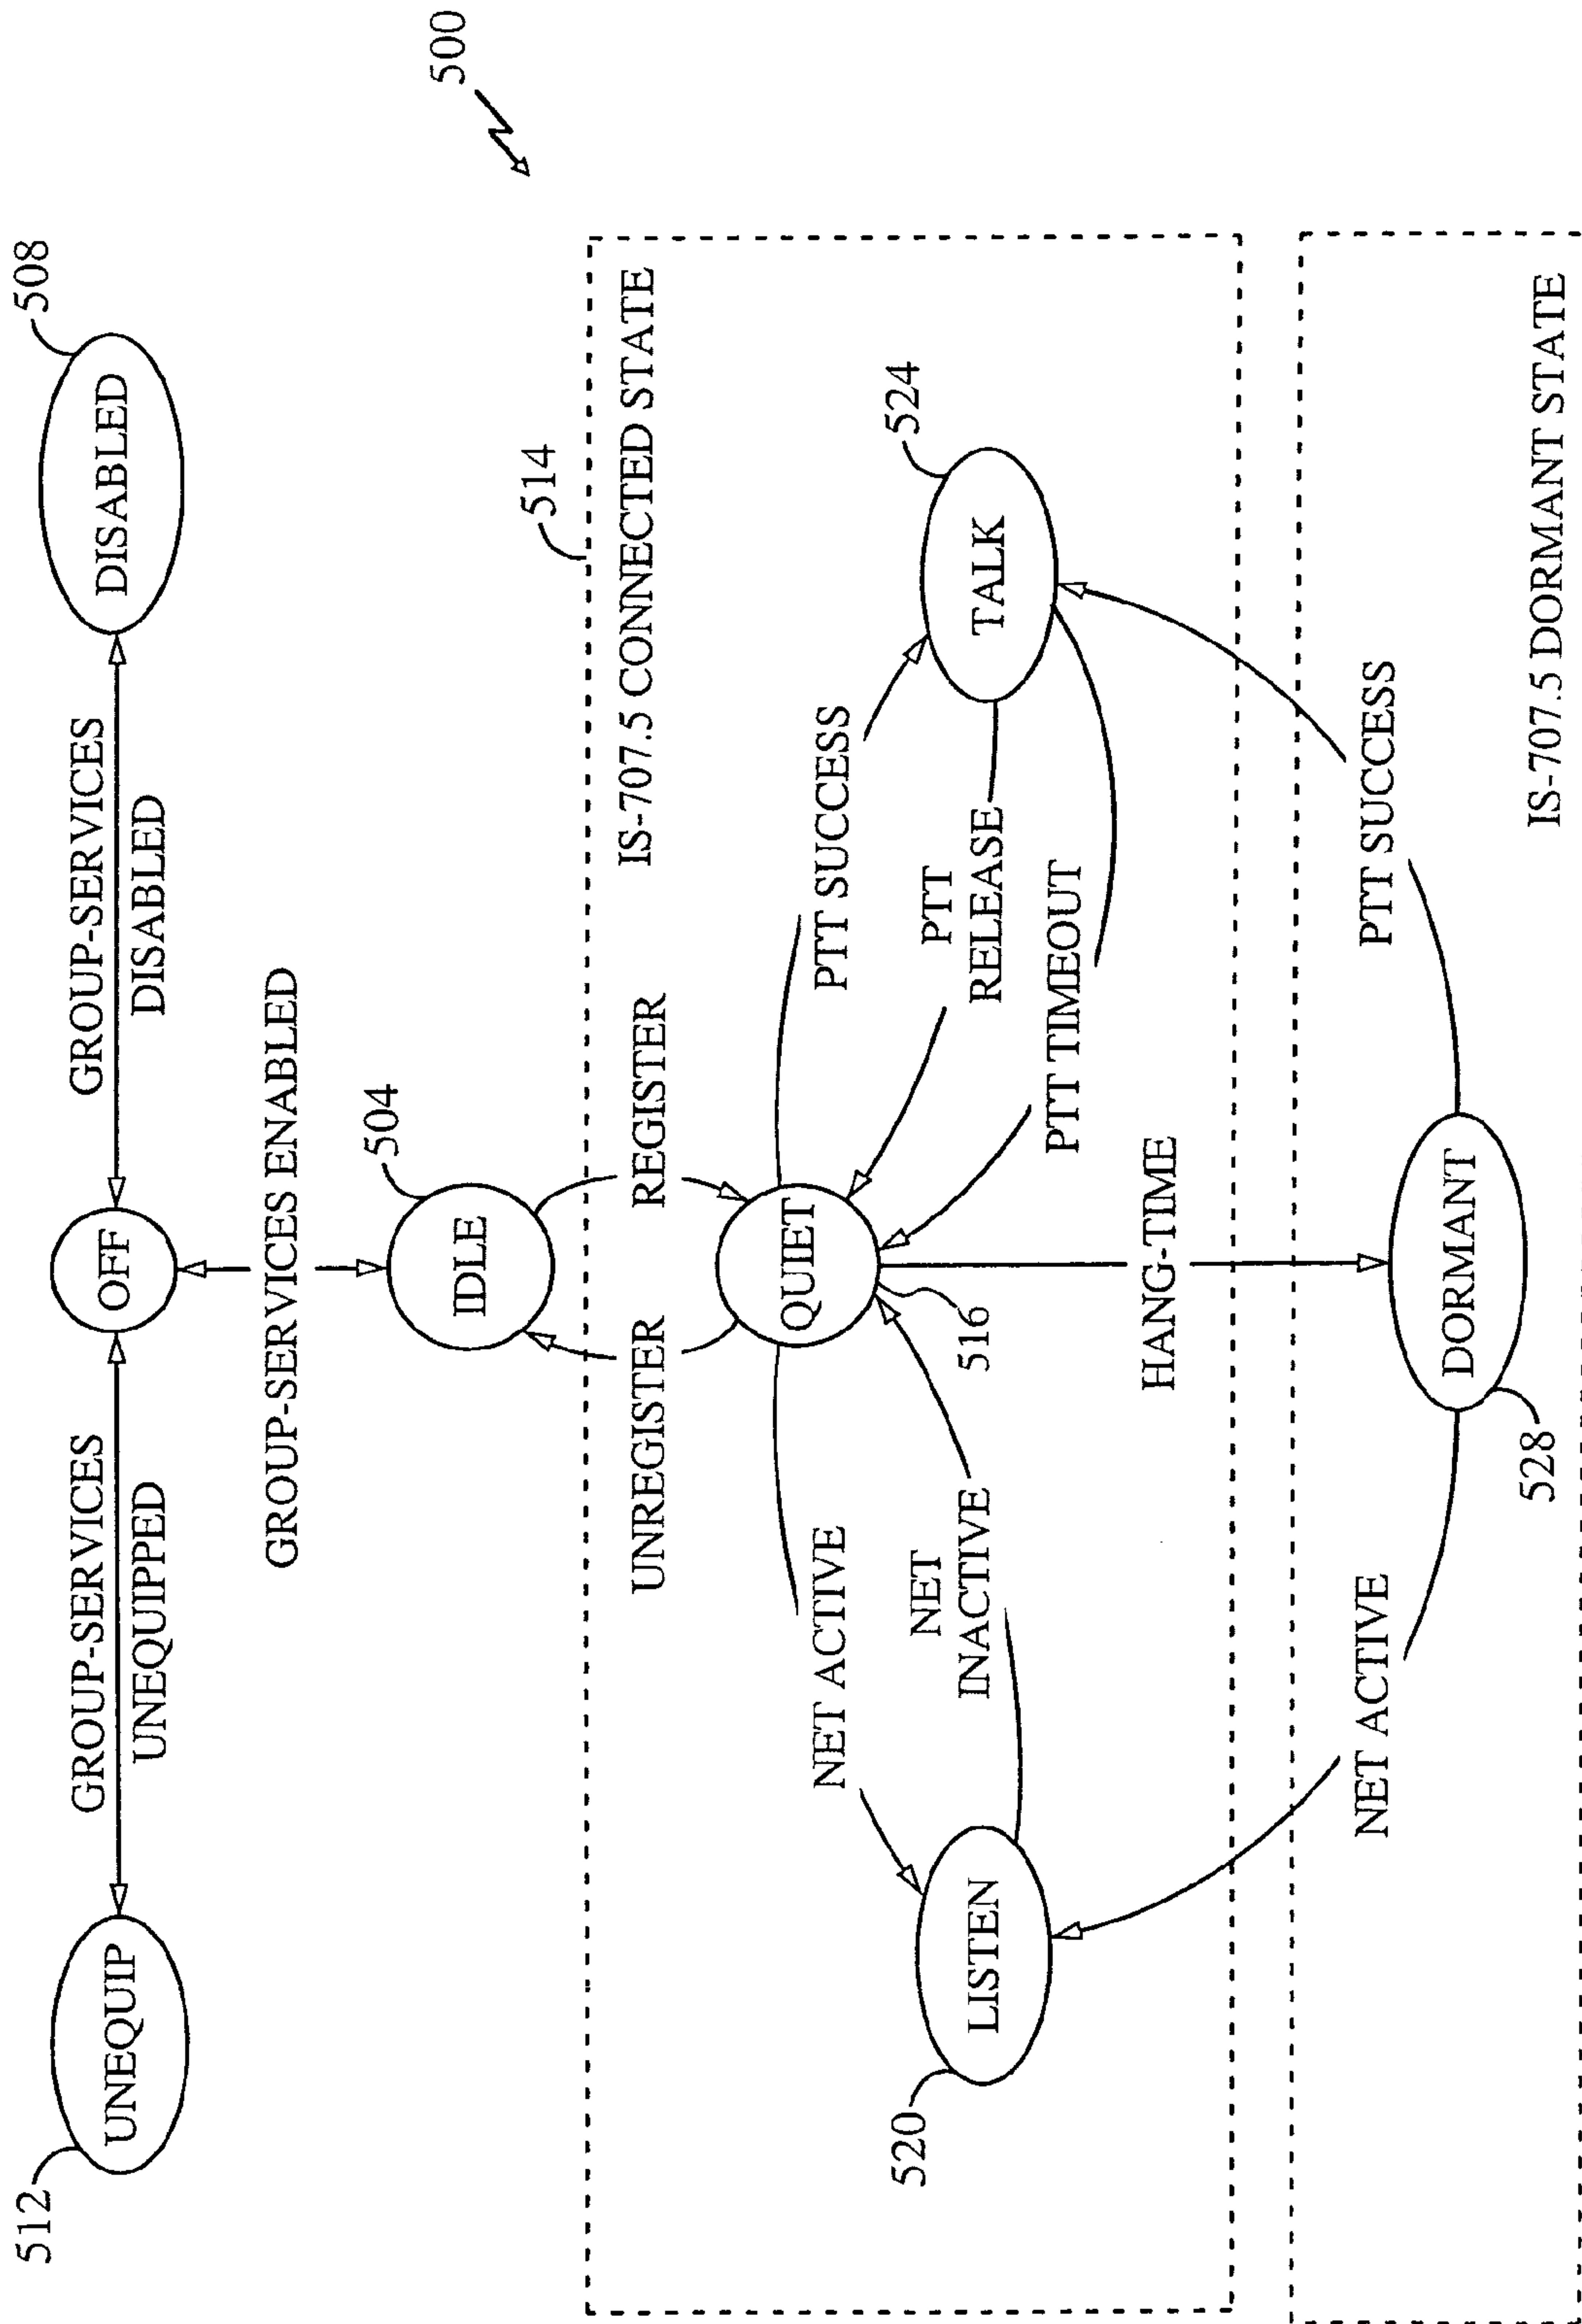 500
512
UNEQUIP
GROUP-SERVICES
UNEQUIPPED
OFF
GROUP-SERVICES
DISABLED
DISABLED
508
GROUP-SERVICES ENABLED
504
IDLE
514
UNREGISTER
REGISTER
IS-707.5 CONNECTED STATE
QUIET
516
NET ACTIVE
PTT SUCCESS
NET
INACTIVE
PTT
RELEASE
520
LISTEN
TALK
524
PTT TIMEOUT
HANG-TIME
NET ACTIVE
PTT SUCCESS
DORMANT
528
IS-707.5 DORMANT STATE